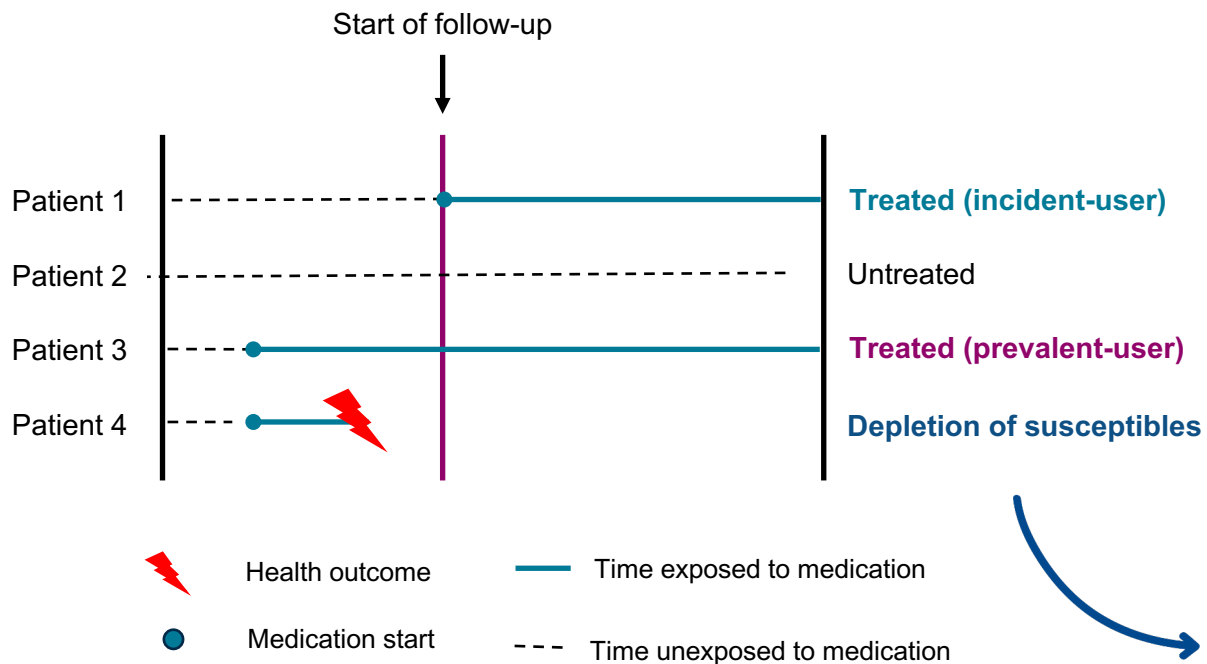 Start of follow-up
Patient 1
Treated (incident-user)
Patient 2
Untreated
Patient 3
Treated (prevalent-user)
Patient 4
Depletion of susceptibles
Health outcome
Time exposed to medication
Medication start
Time unexposed to medication